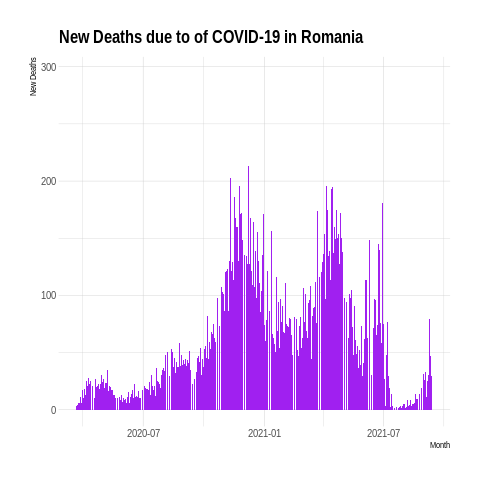 New Deaths due to of COVID-19 in Romania
New Deaths
300
200
100
0
2020-07
2021-01
2021-07
Month